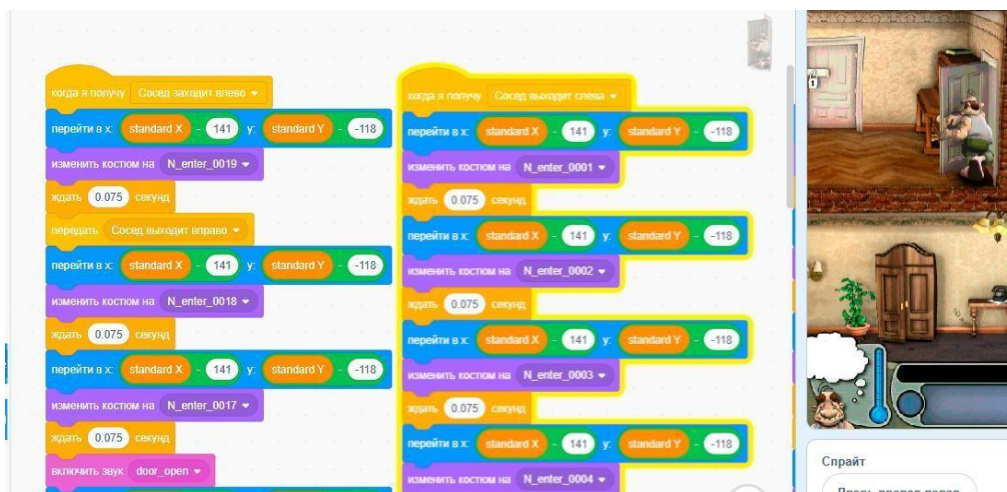 когда я получу Сосед заходит влево
перейти в x: standard X - 141 y: standard Y - -118
изменить костюм на N_enter_0019
ждать 0.075 секунд
передать Сосед выходит вправо
перейти в x: standard X - 141 y: standard Y - -118
изменить костюм на N_enter_0018
ждать 0.075 секунд
перейти в x: standard X - 141 y: standard Y - -118
изменить костюм на N_enter_0017
ждать 0.075 секунд
включить звук door_open
когда я получу Сосед выходит слева
перейти в x: standard X - 141 y: standard Y - -118
изменить костюм на N_enter_0001
ждать 0.075 секунд
перейти в x: standard X - 141 y: standard Y - -118
изменить костюм на N_enter_0002
ждать 0.075 секунд
перейти в x: standard X - 141 y: standard Y - -118
изменить костюм на N_enter_0003
ждать 0.075 секунд
перейти в x: standard X - 141 y: standard Y - -118
изменить костюм на N_enter_0004
Спрайт